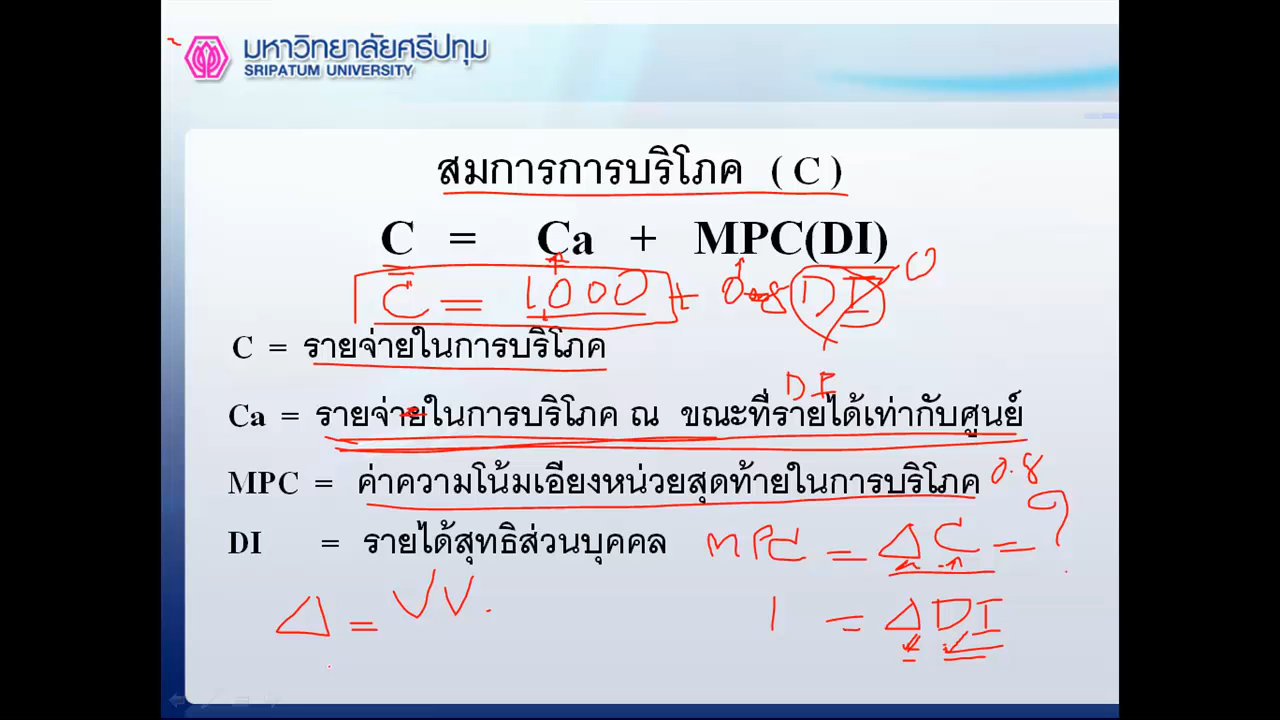 มหาวิทยาลัยศรีปทุม
SRIPATUM UNIVERSITY
สมการการบริโภค ( C )
C = Ca + MPC(DI)
C = 1,000 + 0.8 DI 0
C = รายจ่ายในการบริโภค
DI
Ca = รายจ่ายในการบริโภค ณ ขณะที่รายได้เท่ากับศูนย์
MPC = ค่าความโน้มเอียงหน่วยสุดท้ายในการบริโภค 0.8
DI = รายได้สุทธิส่วนบุคคล MPC = Δ C = ?
Δ = 1 = Δ DI